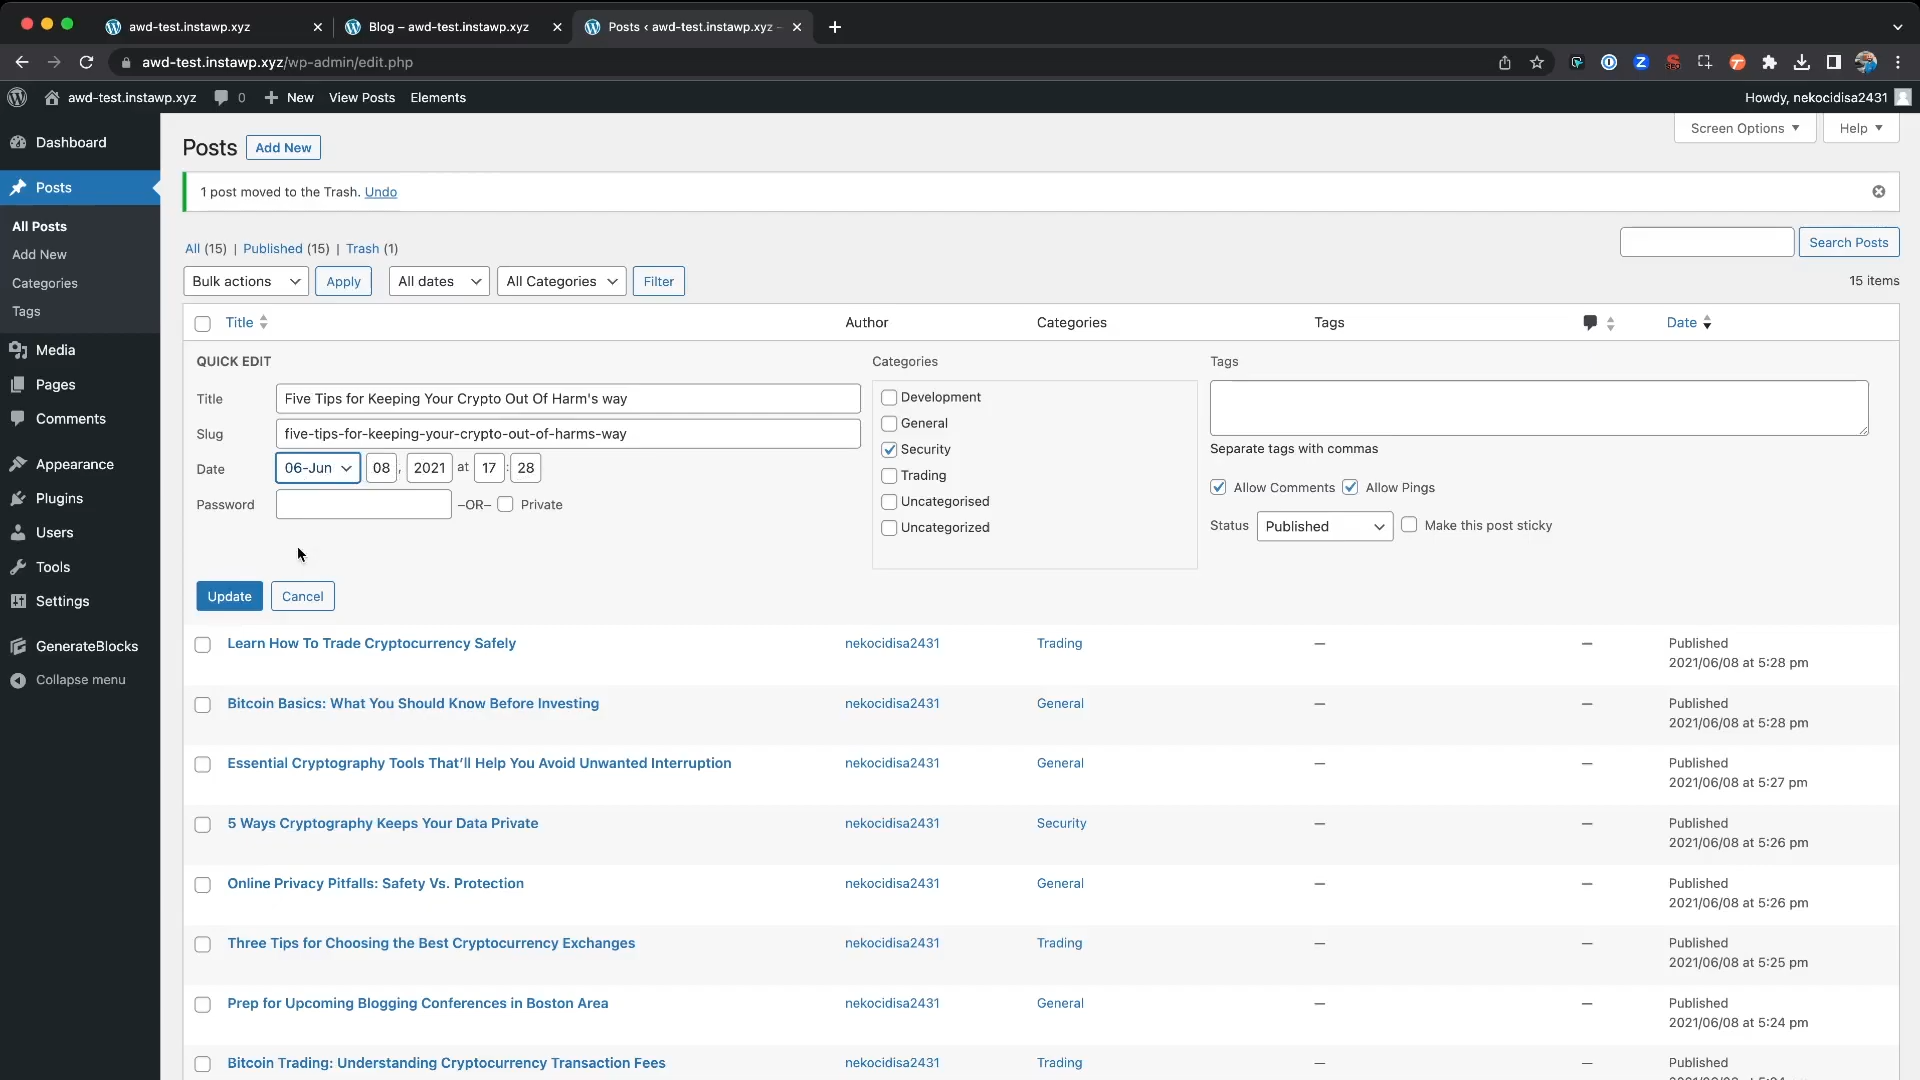 awd-test.instawp.xyz
Blog – awd-test.instawp.xyz
Posts ‹ awd-test.instawp.xyz –
awd-test.instawp.xyz/wp-admin/edit.php
awd-test.instawp.xyz 0 New View Posts Elements Howdy, nekocidisa2431
Screen Options Help
Dashboard
Posts
All Posts
Add New
Categories
Tags
Media
Pages
Comments
Appearance
Plugins
Users
Tools
Settings
GenerateBlocks
Collapse menu
Posts Add New
1 post moved to the Trash. Undo
All (15) | Published (15) | Trash (1)
Search Posts
Bulk actions Apply All dates All Categories Filter 15 items
Title Author Categories Tags Date
QUICK EDIT
Title Five Tips for Keeping Your Crypto Out Of Harm's way
Slug five-tips-for-keeping-your-crypto-out-of-harms-way
Date 06-Jun 08, 2021 at 17 : 28
Password –OR– Private
Categories
Development
General
Security
Trading
Uncategorised
Uncategorized
Tags
Separate tags with commas
Allow Comments Allow Pings
Status Published Make this post sticky
Update Cancel
Learn How To Trade Cryptocurrency Safely nekocidisa2431 Trading — — Published
2021/06/08 at 5:28 pm
Bitcoin Basics: What You Should Know Before Investing nekocidisa2431 General — — Published
2021/06/08 at 5:28 pm
Essential Cryptography Tools That’ll Help You Avoid Unwanted Interruption nekocidisa2431 General — — Published
2021/06/08 at 5:27 pm
5 Ways Cryptography Keeps Your Data Private nekocidisa2431 Security — — Published
2021/06/08 at 5:26 pm
Online Privacy Pitfalls: Safety Vs. Protection nekocidisa2431 General — — Published
2021/06/08 at 5:26 pm
Three Tips for Choosing the Best Cryptocurrency Exchanges nekocidisa2431 Trading — — Published
2021/06/08 at 5:25 pm
Prep for Upcoming Blogging Conferences in Boston Area nekocidisa2431 General — — Published
2021/06/08 at 5:24 pm
Bitcoin Trading: Understanding Cryptocurrency Transaction Fees nekocidisa2431 Trading — — Published